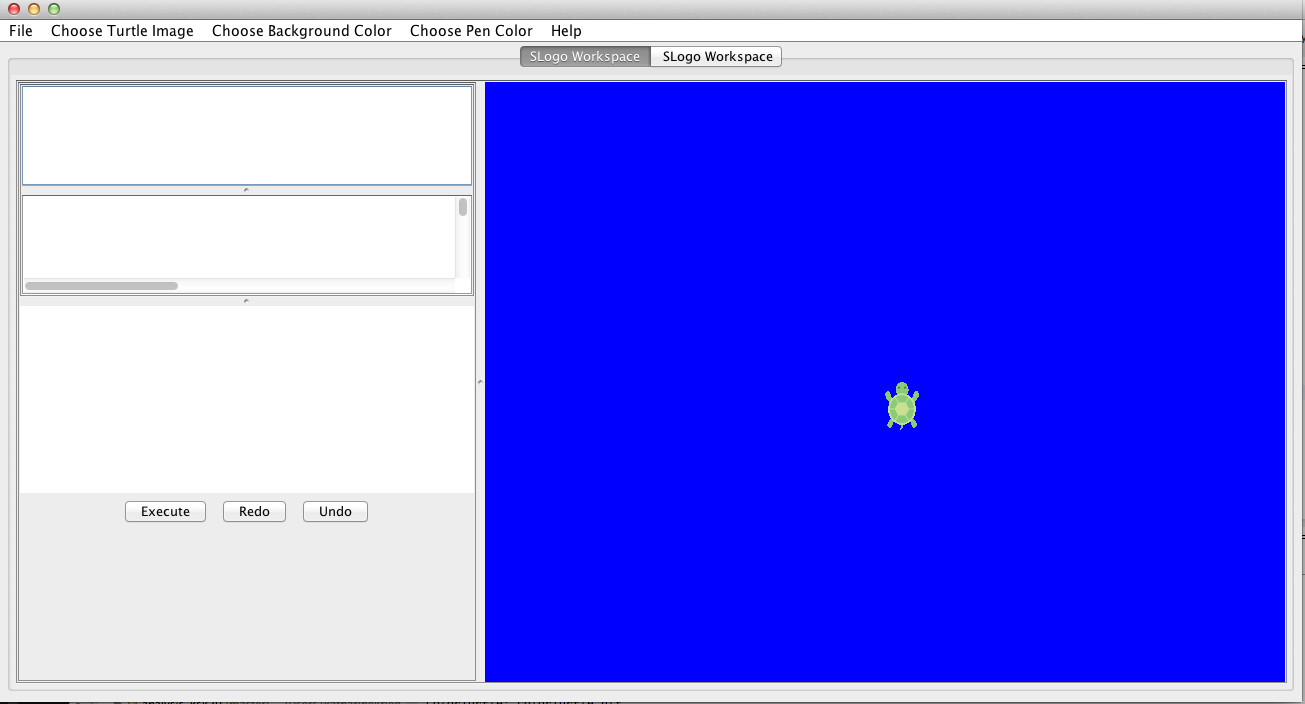 File Choose Turtle Image Choose Background Color Choose Pen Color Help
SLogo Workspace SLogo Workspace
Execute Redo Undo